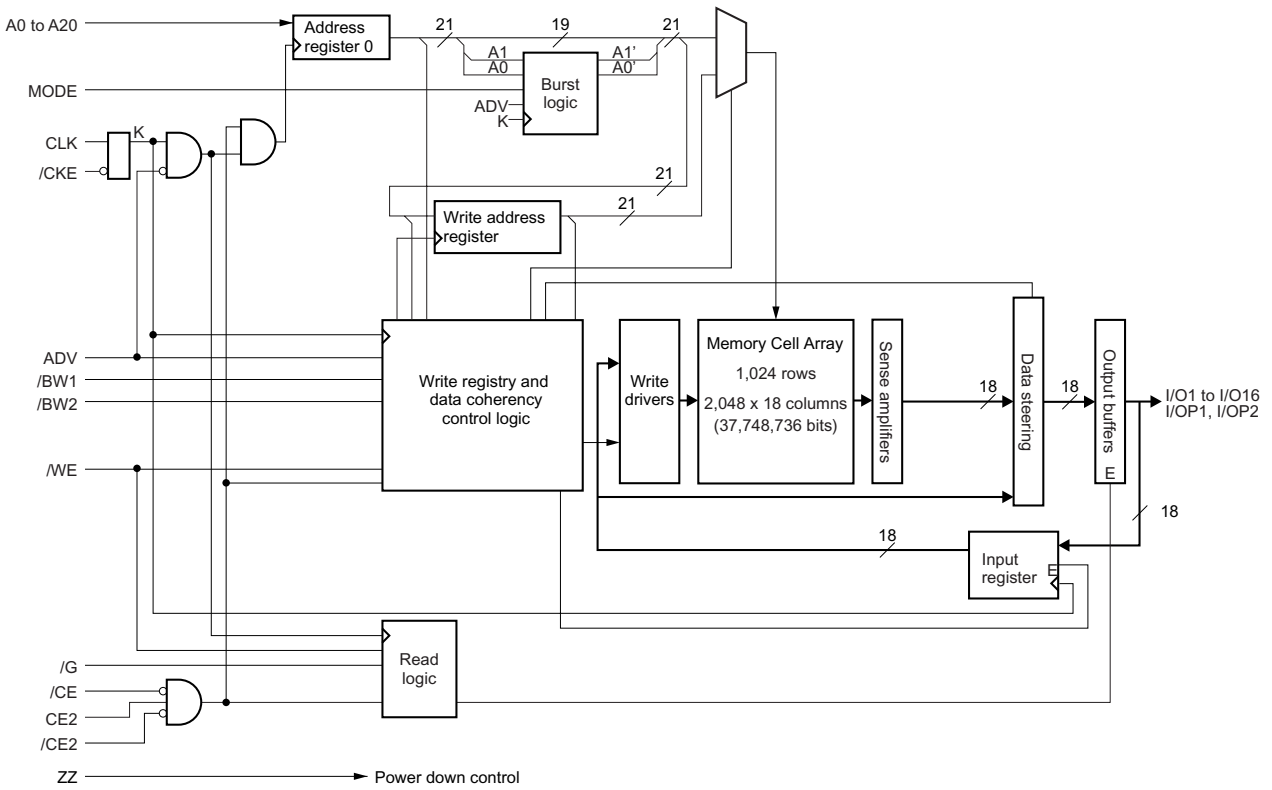 A0 to A20
Address
register 0
21
19
21
A1
A0
A1’
A0’
MODE
Burst
logic
ADV
K
K
CLK
/CKE
21
21
Write address
register
ADV
/BW1
/BW2
/WE
Write registry and
data coherency
control logic
Write
drivers
Memory Cell Array
1,024 rows
2,048 x 18 columns
(37,748,736 bits)
Sense amplifiers
18
Data steering
18
Output buffers
E
I/O1 to I/O16
I/OP1, I/OP2
18
18
Input
register
E
/G
/CE
CE2
/CE2
Read
logic
ZZ
Power down control